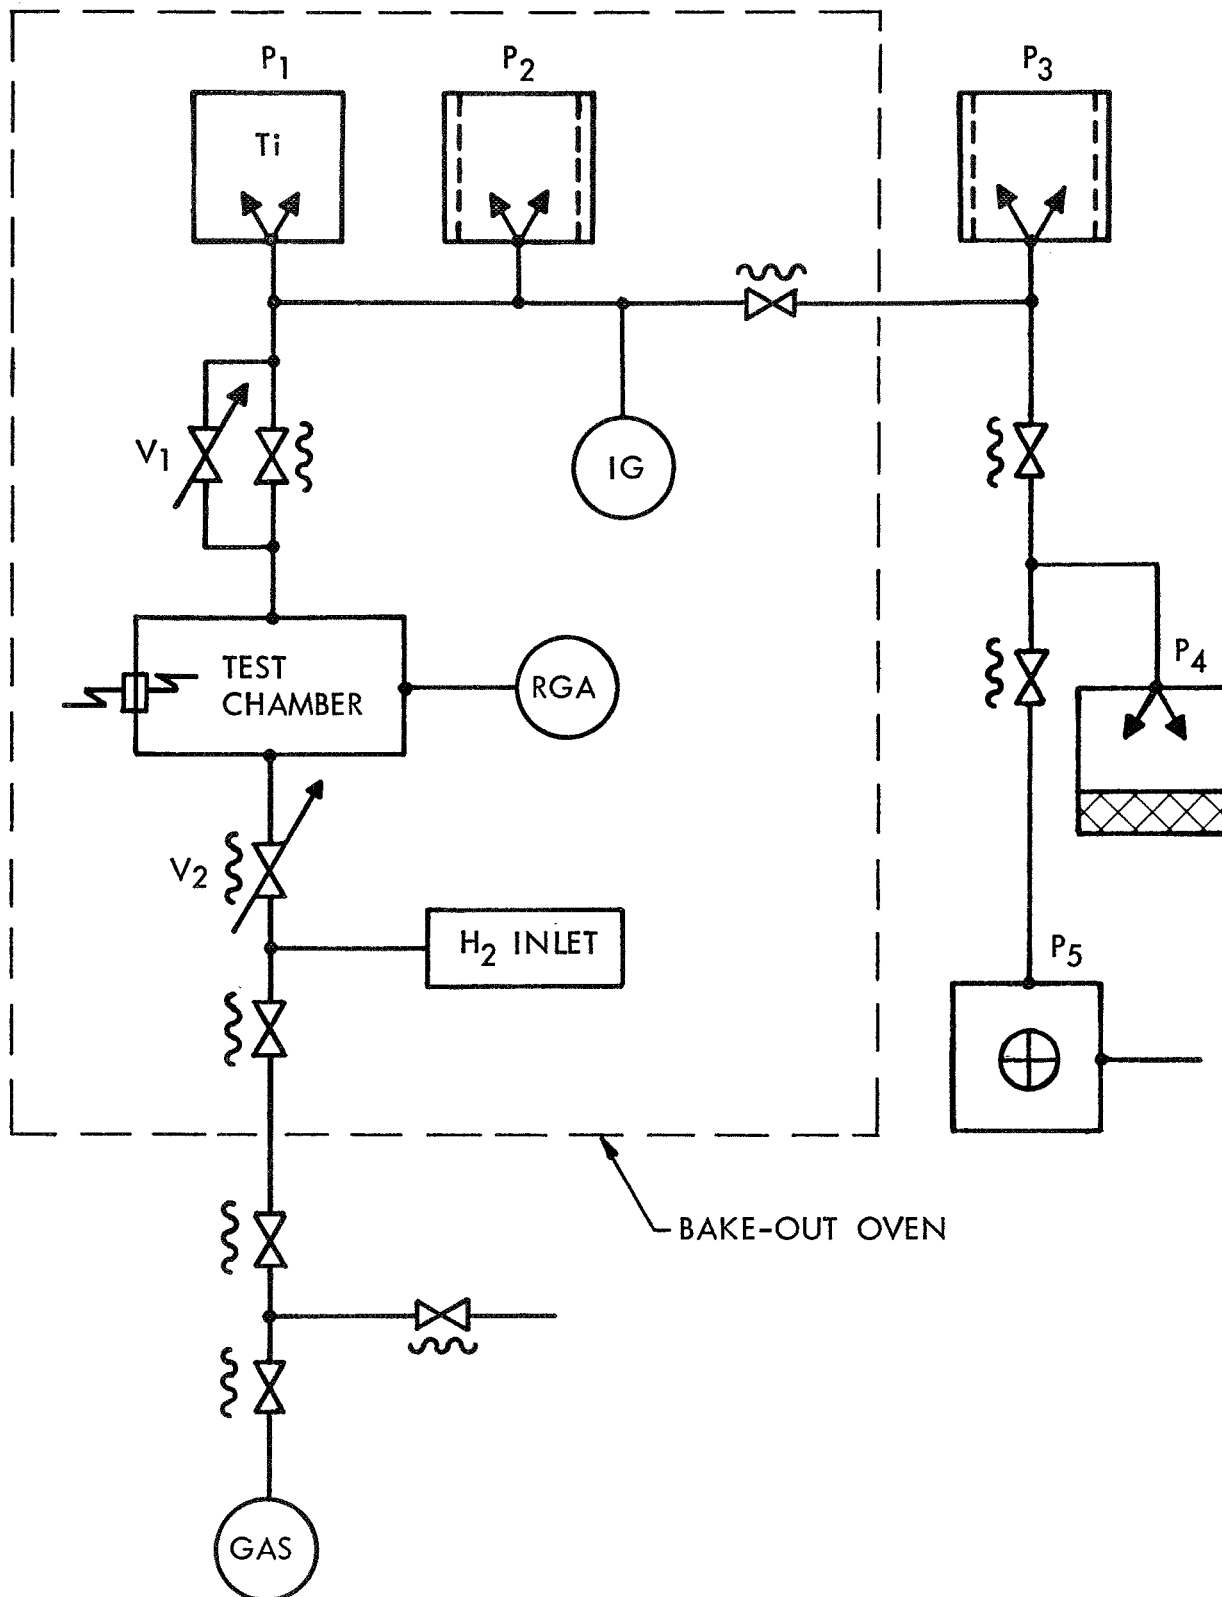 P1
P2
P3
Ti
V1
IG
TEST
CHAMBER
RGA
P4
V2
H2 INLET
P5
BAKE-OUT OVEN
GAS